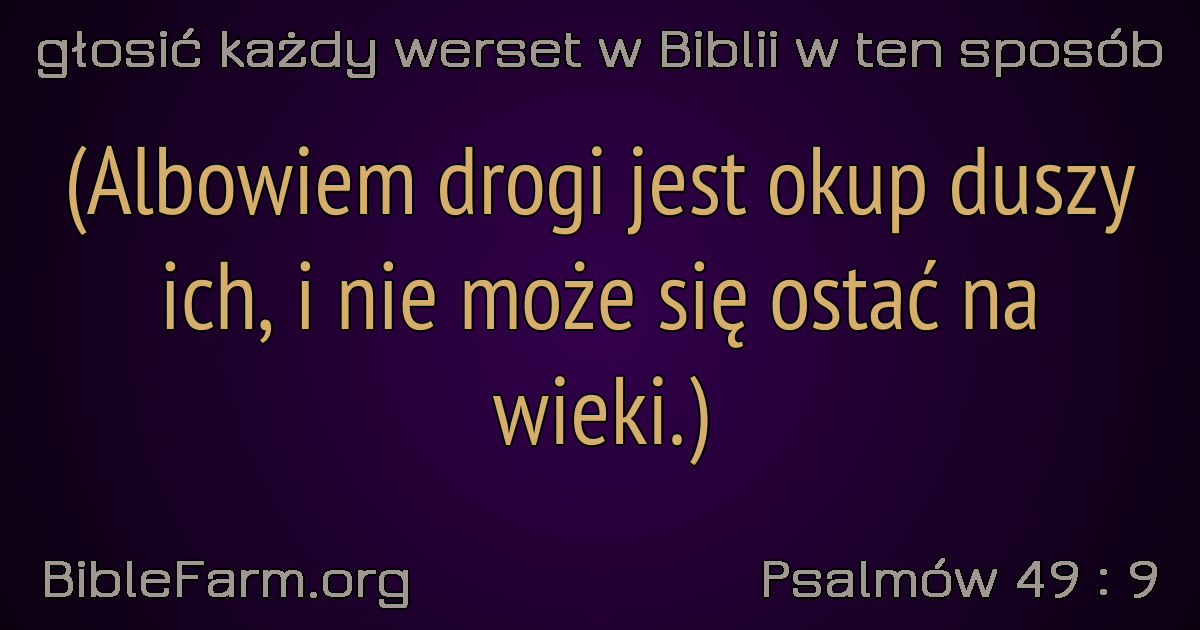 głosić każdy werset w Biblii w ten sposób
(Albowiem drogi jest okup duszy
ich, i nie może się ostać na
wieki.)
BibleFarm.org
Psalmów 49 : 9